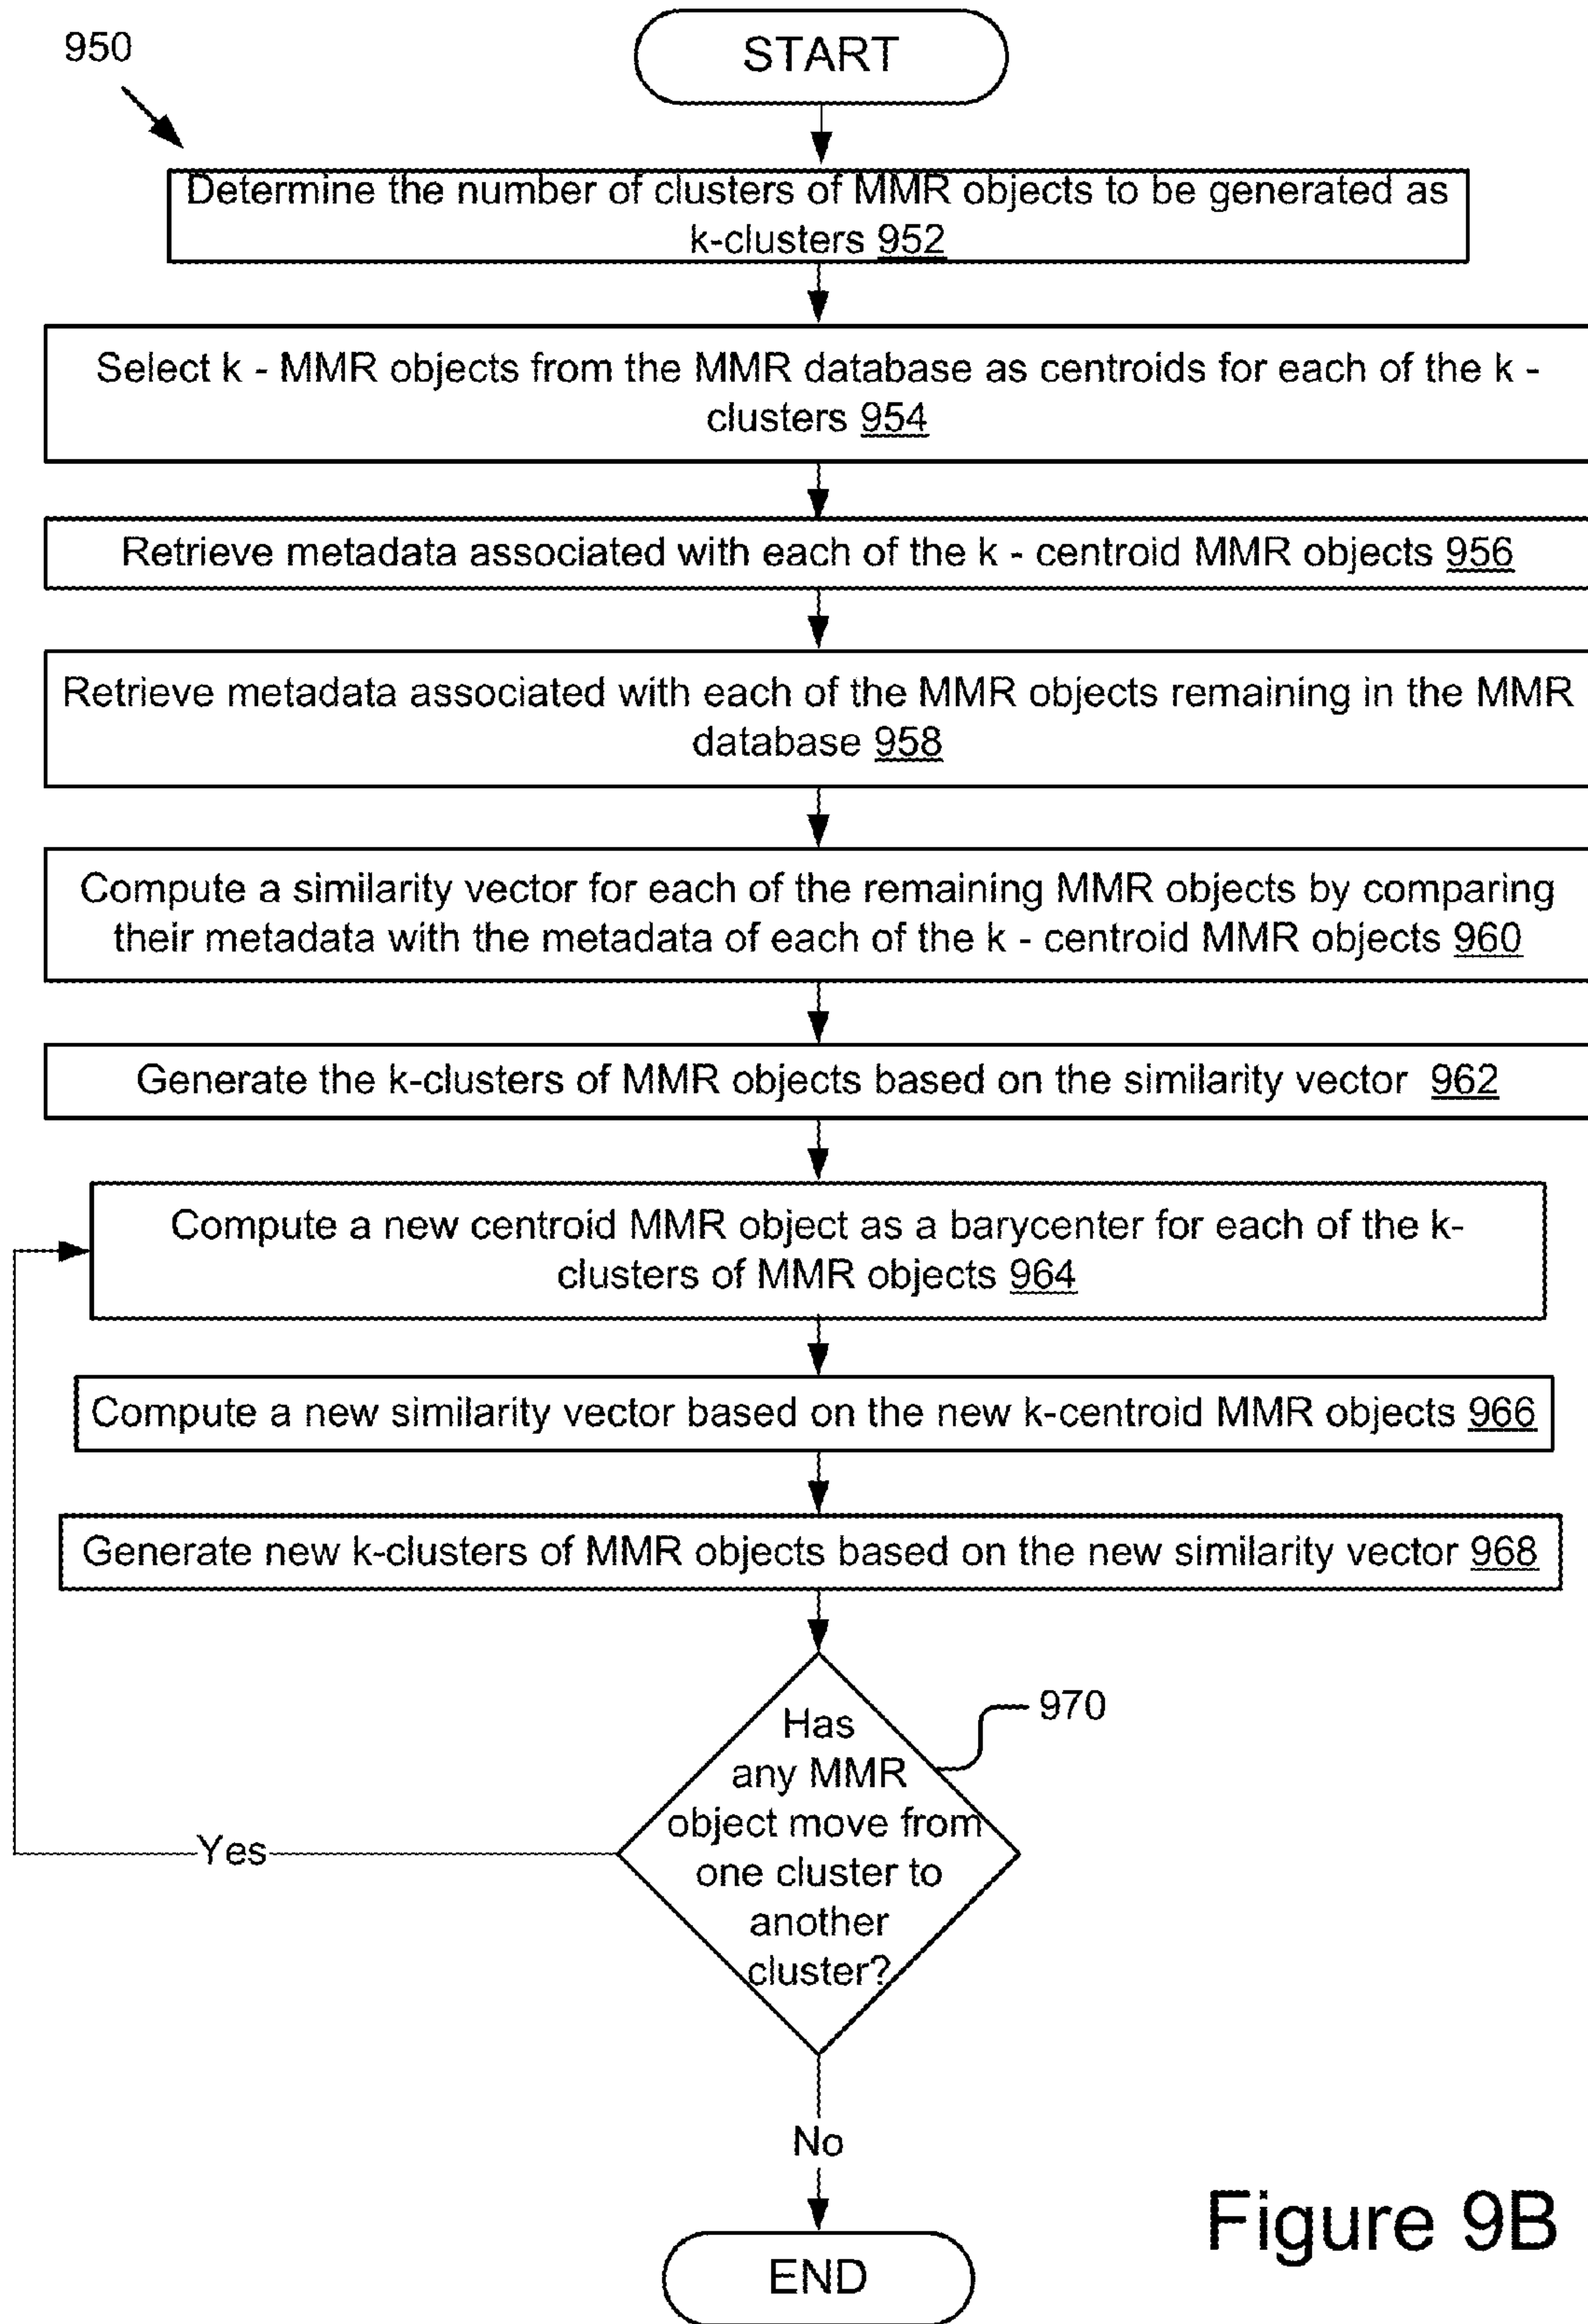 950
START
Determine the number of clusters of MMR objects to be generated as
k-clusters 952
Select k - MMR objects from the MMR database as centroids for each of the k -
clusters 954
Retrieve metadata associated with each of the k - centroid MMR objects 956
Retrieve metadata associated with each of the MMR objects remaining in the MMR
database 958
Compute a similarity vector for each of the remaining MMR objects by comparing
their metadata with the metadata of each of the k - centroid MMR objects 960
Generate the k-clusters of MMR objects based on the similarity vector 962
Compute a new centroid MMR object as a barycenter for each of the k-
clusters of MMR objects 964
Compute a new similarity vector based on the new k-centroid MMR objects 966
Generate new k-clusters of MMR objects based on the new similarity vector 968
970
Has
any MMR
object move from
one cluster to
another
cluster?
Yes
No
END
Figure 9B